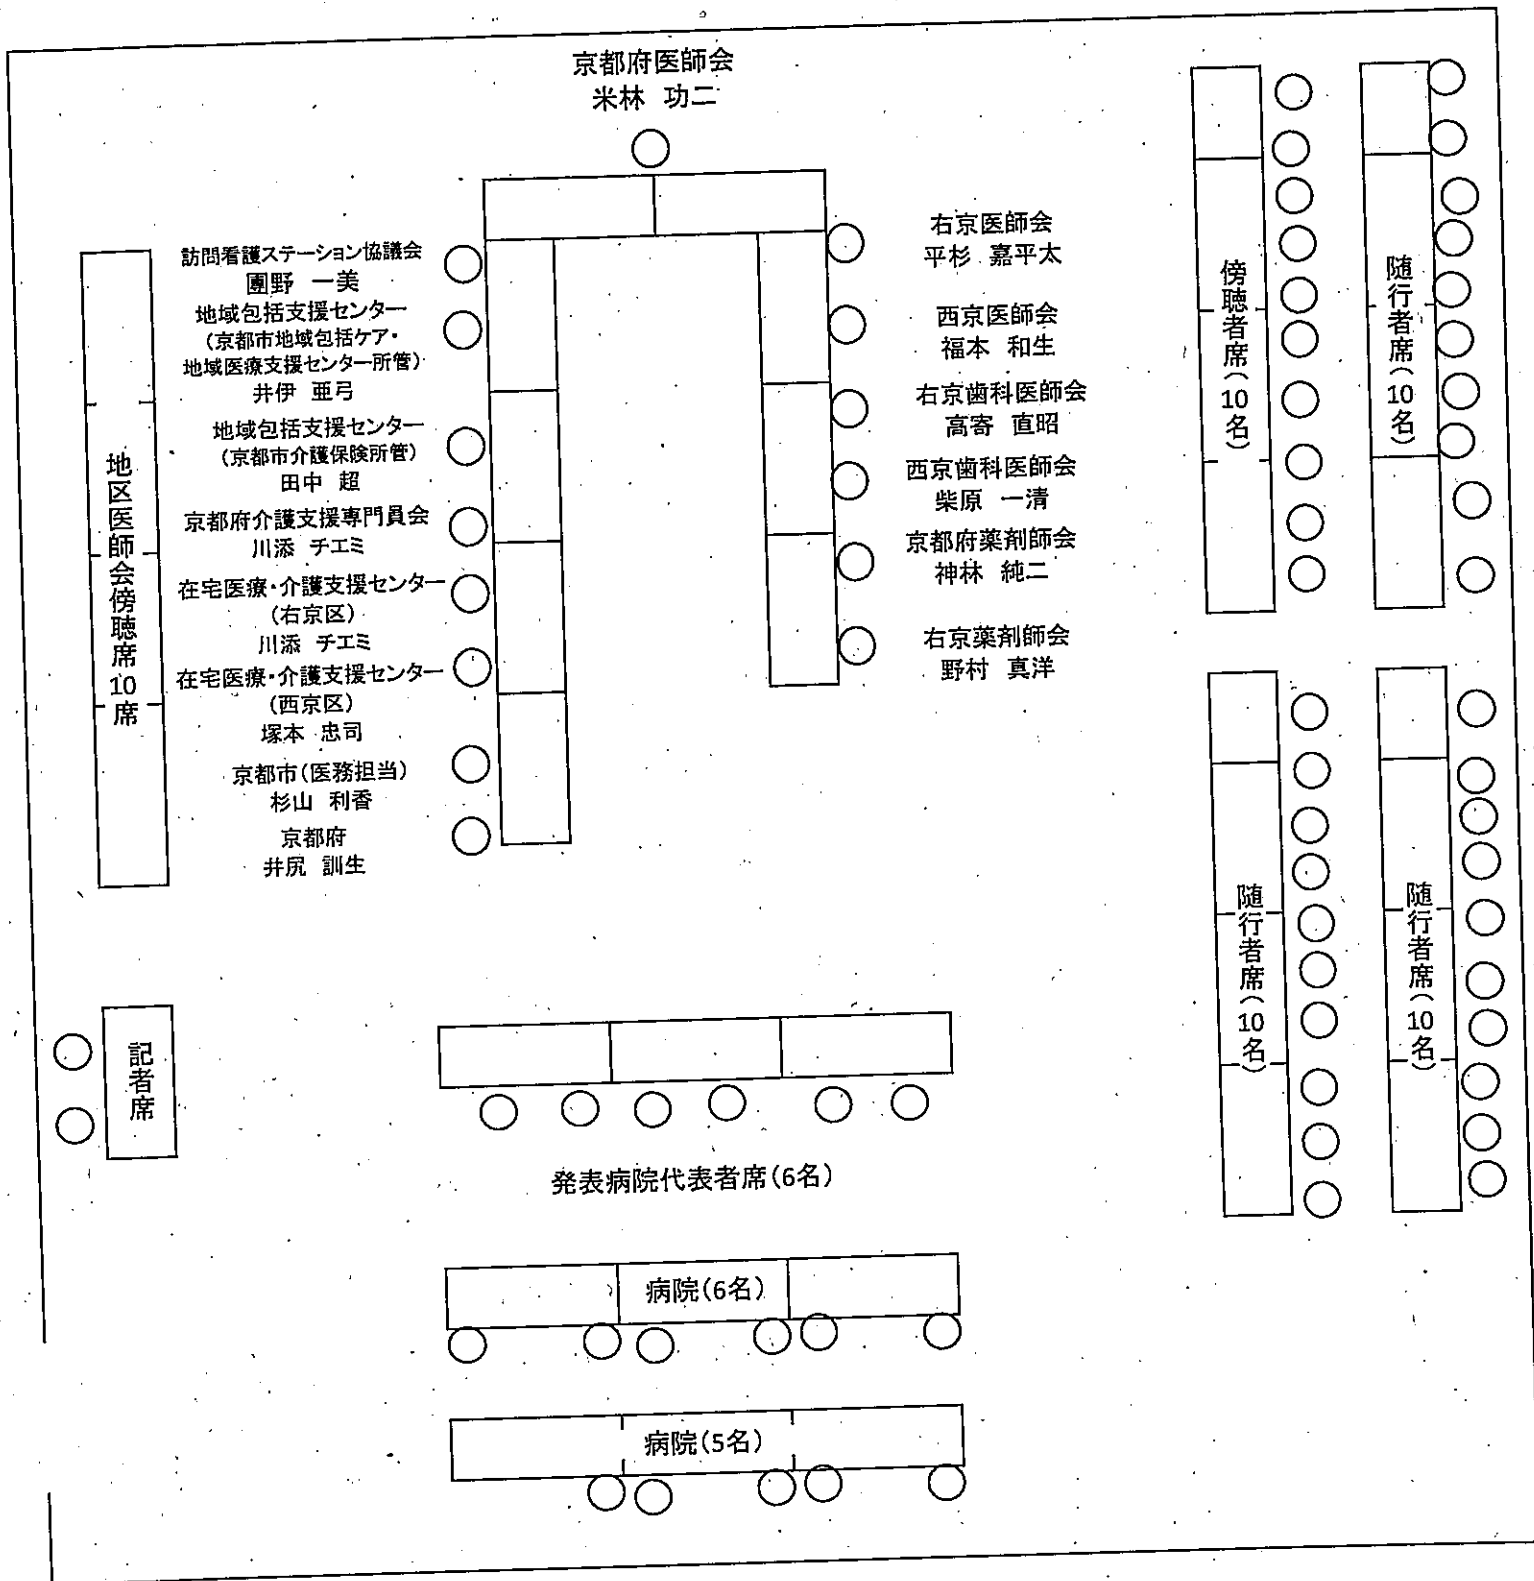 京都府医師会
米林 功二
訪問看護ステーション協議会
團野 一美
地域包括支援センター
(京都市地域包括ケア・
地域医療支援センター所管)
井伊 亜弓
地域包括支援センター
(京都市介護保険所管)
田中 超
京都府介護支援専門員会
川添 チエミ
在宅医療・介護支援センター
(右京区)
川添 チエミ
在宅医療・介護支援センター
(西京区)
塚本 忠司
京都市(医務担当)
杉山 利香
京都府
井尻 訓生
右京医師会
平杉 嘉平太
西京医師会
福本 和生
右京歯科医師会
高寄 直昭
西京歯科医師会
柴原 一清
京都府薬剤師会
神林 純二
右京薬剤師会
野村 真洋
地区医師会傍聴席10席
記者席
発表病院代表者席(6名)
病院(6名)
病院(5名)
傍聴者席(10名)
随行者席(10名)
随行者席(10名)
随行者席(10名)